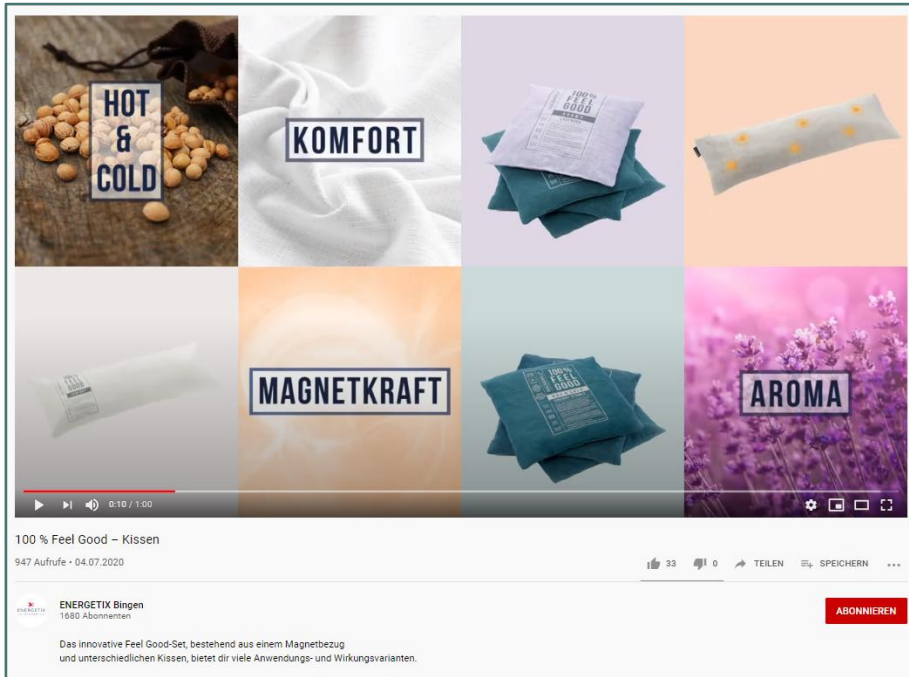 HOT
&
COLD
KOMFORT
100%
FEEL
GOOD
MAGNETKRAFT
100%
FEEL
GOOD
AROMA
0:10 / 1:00
100 % Feel Good – Kissen
947 Aufrufe • 04.07.2020
33
0
TEILEN
SPEICHERN
ENERGETIX
ENERGETIX Bingen
1680 Abonnenten
ABONNIEREN
Das innovative Feel Good-Set, bestehend aus einem Magnetbezug
und unterschiedlichen Kissen, bietet dir viele Anwendungs- und Wirkungsvarianten.